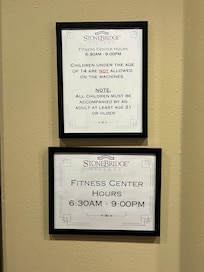 STONEBRIDGE
FITNESS CENTER HOURS
6:30AM - 9:00PM
CHILDREN UNDER THE AGE
OF 14 ARE NOT ALLOWED
ON THE MACHINES.
NOTE:
ALL CHILDREN MUST BE
ACCOMPANIED BY AN
ADULT AT LEAST AGE 21
OR OLDER
STONEBRIDGE
FITNESS CENTER
HOURS
6:30AM - 9:00PM